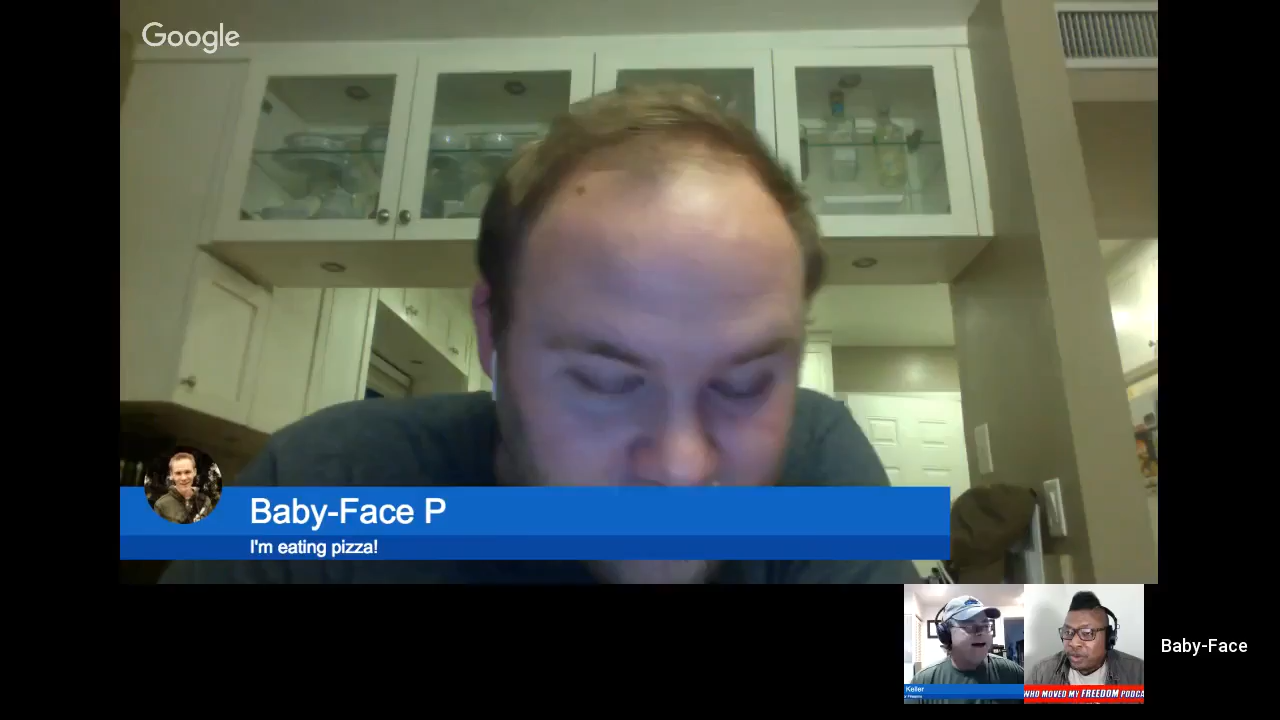 Google
Baby-Face P
I'm eating pizza!
Keller
WHO MOVED MY FREEDOM PODCA
Baby-Face